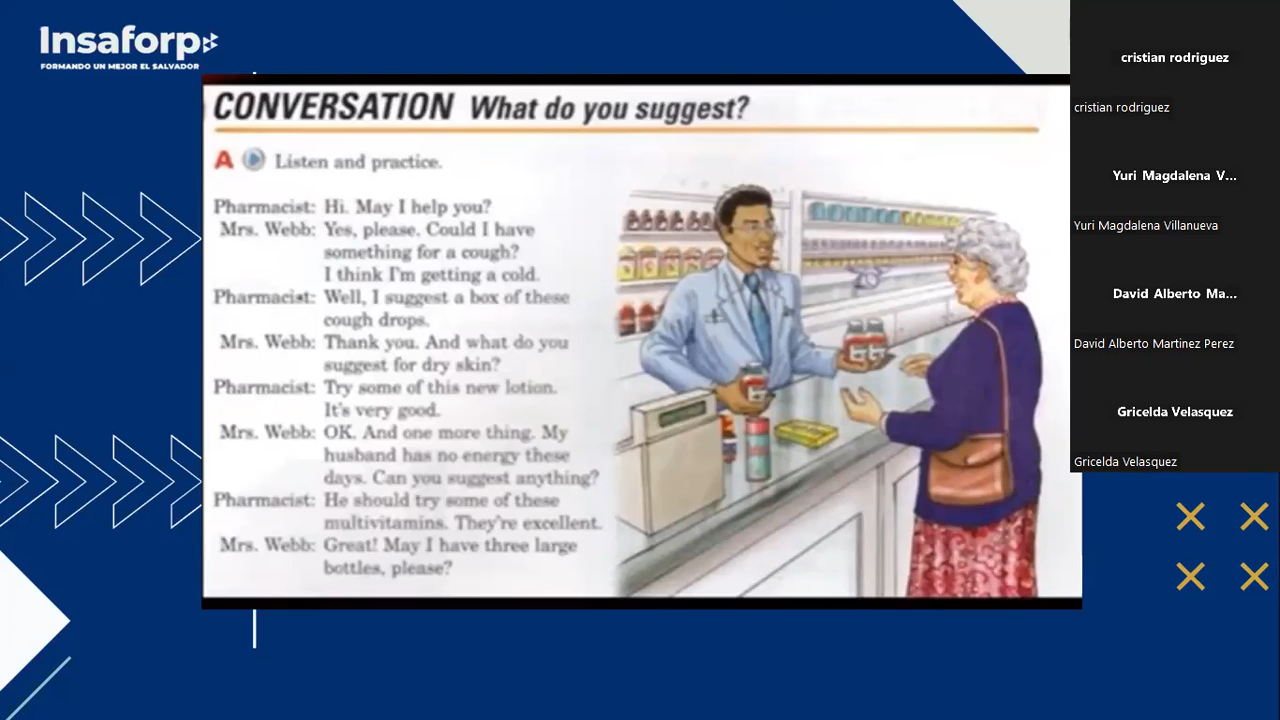 Insaforp
FORMANDO UN MEJOR EL SALVADOR
CONVERSATION What do you suggest?
A Listen and practice.
Pharmacist: Hi. May I help you?
Mrs. Webb: Yes, please. Could I have
something for a cough?
I think I'm getting a cold.
Pharmacist: Well, I suggest a box of these
cough drops.
Mrs. Webb: Thank you. And what do you
suggest for dry skin?
Pharmacist: Try some of this new lotion.
It's very good.
Mrs. Webb: OK. And one more thing. My
husband has no energy these
days. Can you suggest anything?
Pharmacist: He should try some of these
multivitamins. They're excellent.
Mrs. Webb: Great! May I have three large
bottles, please?
cristian rodriguez
cristian rodriguez
Yuri Magdalena V...
Yuri Magdalena Villanueva
David Alberto Ma...
David Alberto Martinez Perez
Gricelda Velasquez
Gricelda Velasquez